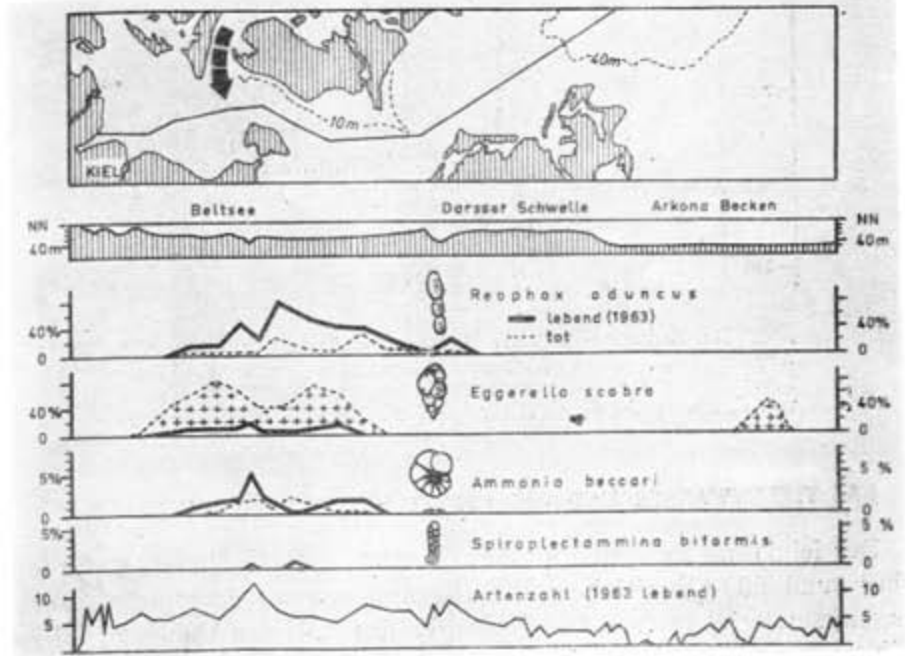 40m
10m
KIEL
Beltsee Darsser Schwelle Arkona Becken
NN NN
40m 40m
Reophax aduncus
lebend (1963)
tot
40% 40%
0 0
Eggerella scabra
40% 40%
0 0
Ammonia beccari
5% 5 %
0 0
Spiroplectammina biformis
5% 5 %
0 0
Artenzahl (1963 lebend)
10 10
5 5